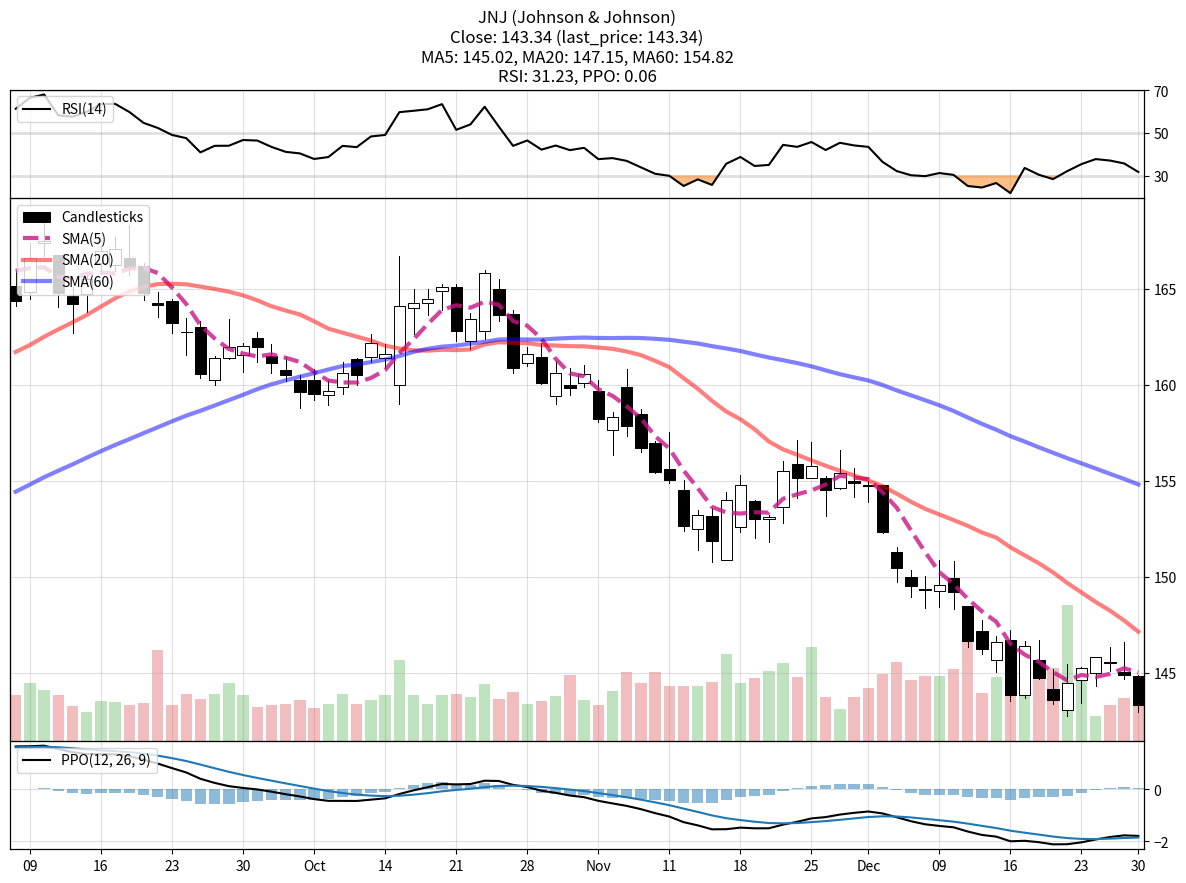 JNJ (Johnson & Johnson)
Close: 143.34 (last_price: 143.34)
MA5: 145.02, MA20: 147.15, MA60: 154.82
RSI: 31.23, PPO: 0.06
RSI(14)
70
50
30
Candlesticks
SMA(5)
SMA(20)
SMA(60)
165
160
155
150
145
PPO(12, 26, 9)
0
−2
09 16 23 30 Oct 14 21 28 Nov 11 18 25 Dec 09 16 23 30